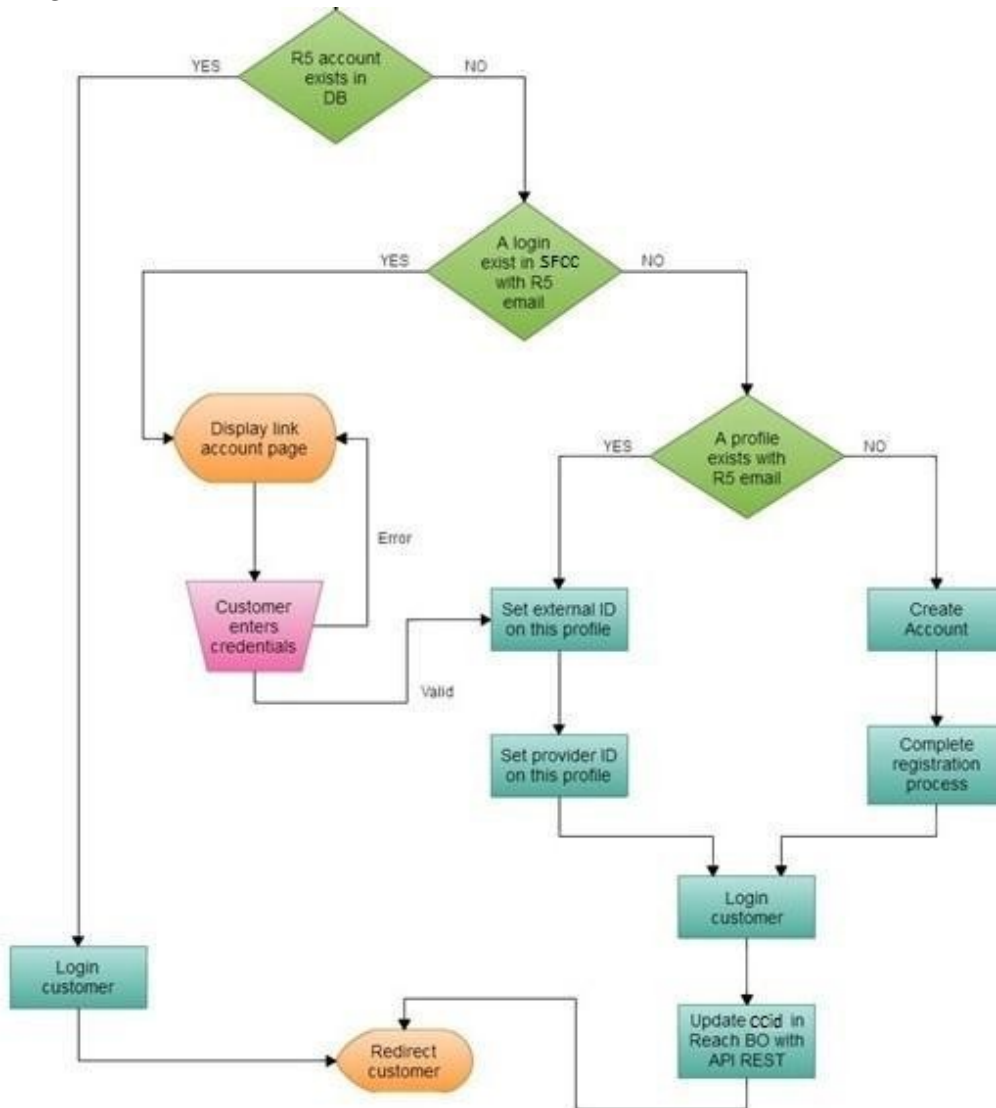 R5 account
exists in
DB
YES
NO
A login
exist in SFCC
with R5
email
YES
NO
A profile
exists with
R5 email
YES
NO
Display link
account page
Error
Customer
enters
credentials
Valid
Set external ID
on this profile
Create
Account
Set provider ID
on this profile
Complete
registration
process
Login
customer
Login
customer
Update ccid in
Reach BO with
API REST
Redirect
customer